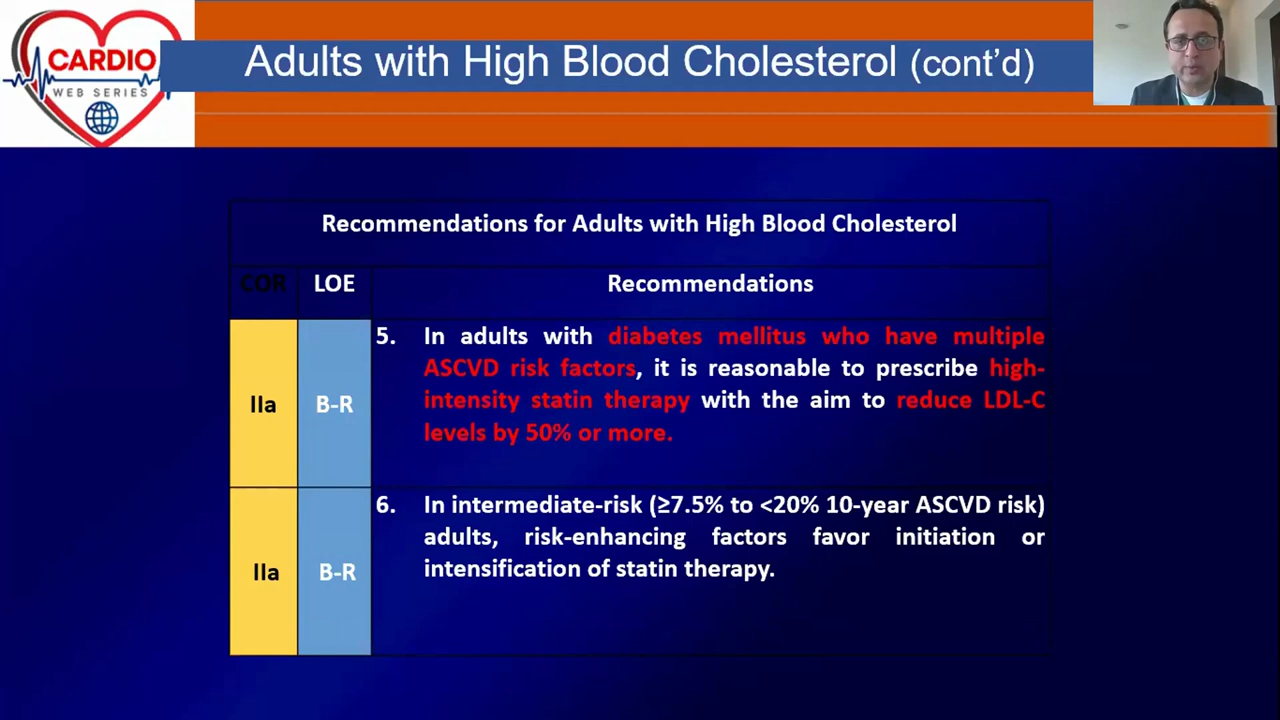 CARDIO
WEB SERIES
Adults with High Blood Cholesterol (cont’d)
Recommendations for Adults with High Blood Cholesterol
COR LOE Recommendations
IIa B-R 5. In adults with diabetes mellitus who have multiple
ASCVD risk factors, it is reasonable to prescribe high-
intensity statin therapy with the aim to reduce LDL-C
levels by 50% or more.
IIa B-R 6. In intermediate-risk (≥7.5% to <20% 10-year ASCVD risk)
adults, risk-enhancing factors favor initiation or
intensification of statin therapy.